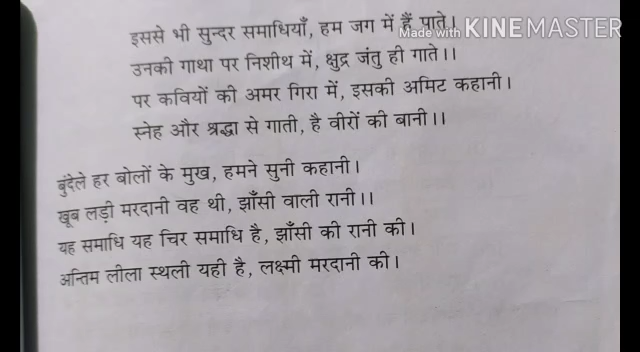 Made with KINEMASTER
इससे भी सुन्दर समाधियाँ, हम जग में हैं पाते।
उनकी गाथा पर निशीथ में, क्षुद्र जंतु ही गाते।।
पर कवियों की अमर गिरा में, इसकी अमिट कहानी।
स्नेह और श्रद्धा से गाती, है वीरों की बानी।।
बुंदेले हर बोलों के मुख, हमने सुनी कहानी।
खूब लड़ी मरदानी वह थी, झाँसी वाली रानी।।
यह समाधि यह चिर समाधि है, झाँसी की रानी की।
अन्तिम लीला स्थली यही है, लक्ष्मी मरदानी की।